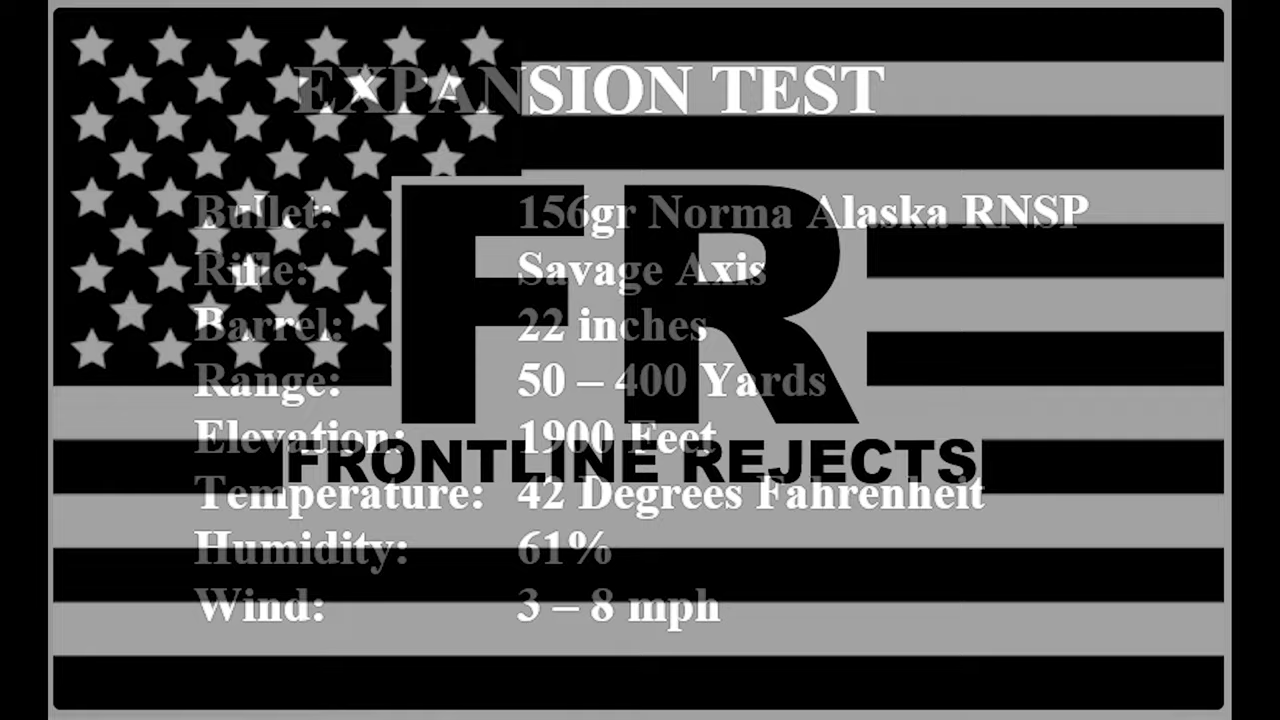 EXPANSION TEST
Bullet: 156gr Norma Alaska RNSP
Rifle: Savage Axis
Barrel: 22 inches
Range: 50 – 400 Yards
Elevation: 1900 Feet
FR
FRONTLINE REJECTS
Temperature: 42 Degrees Fahrenheit
Humidity: 61%
Wind: 3 – 8 mph